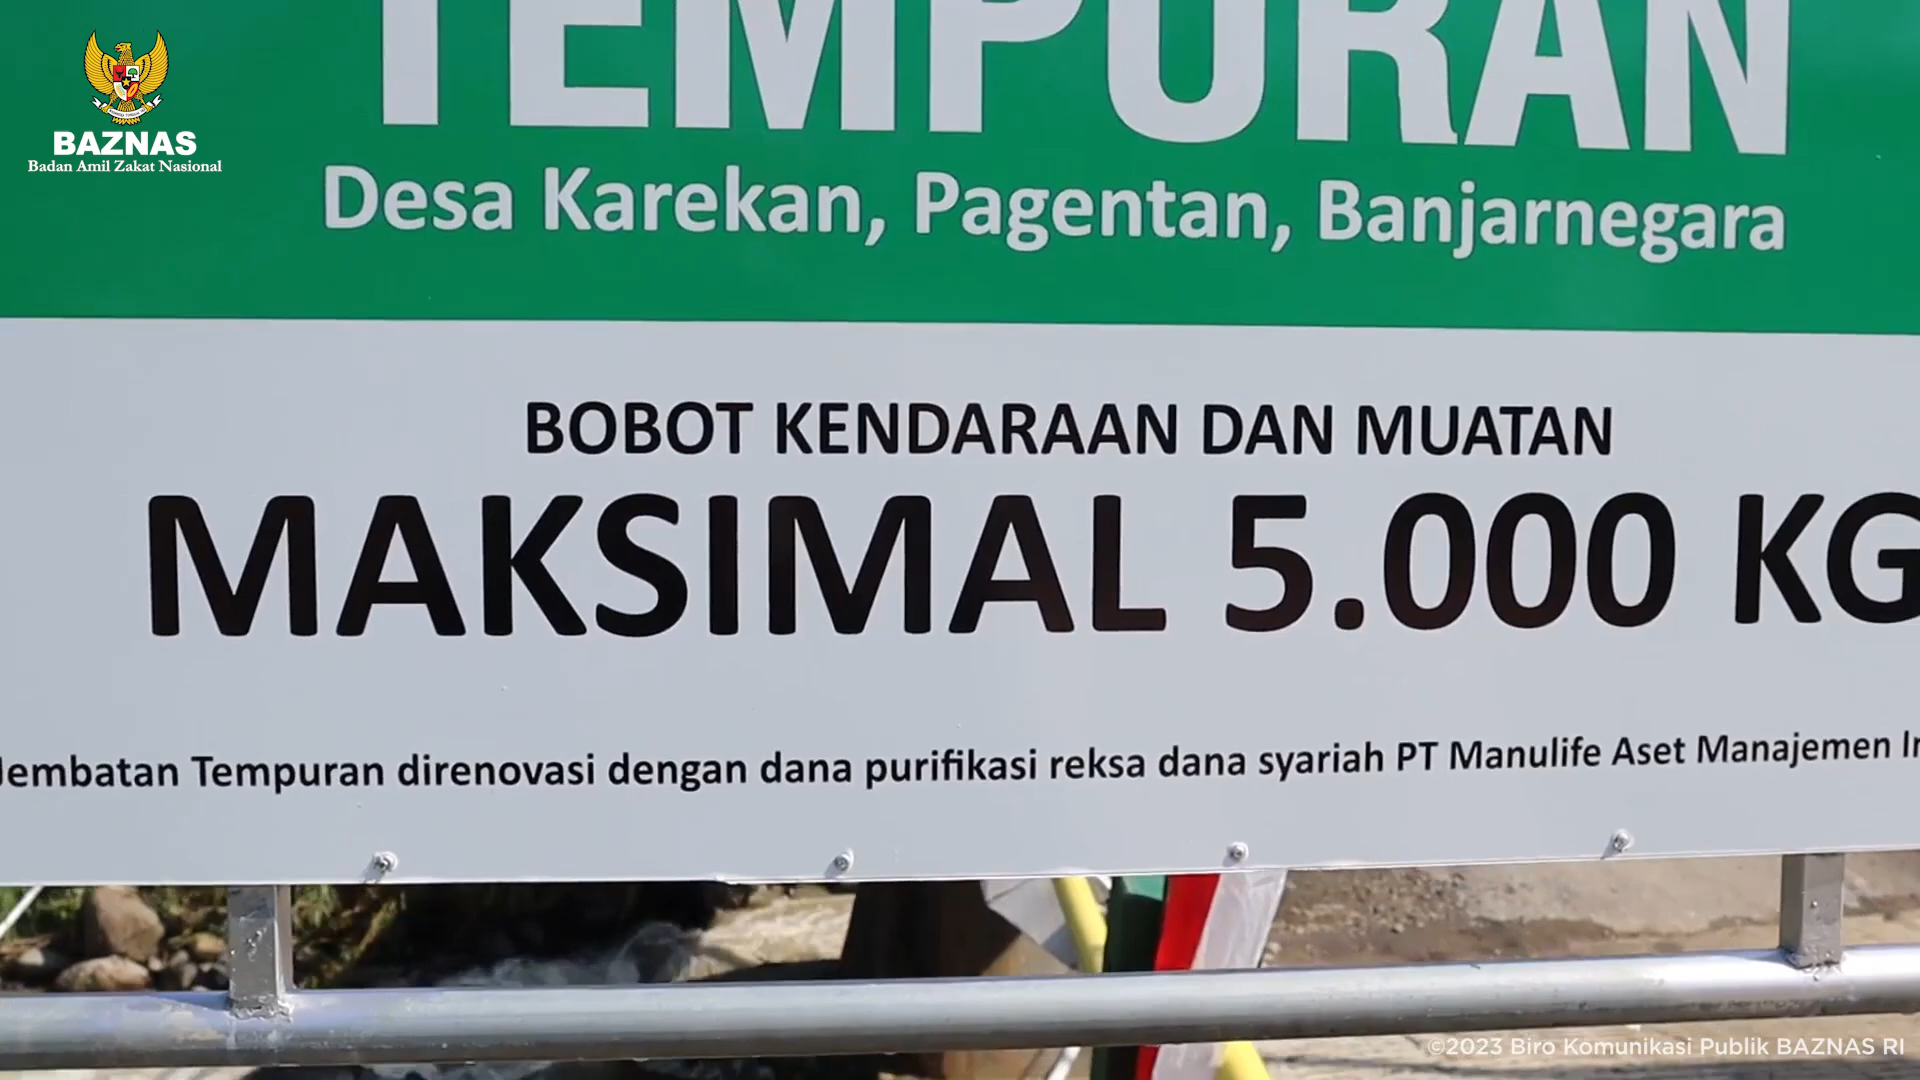 TEMPURAN
BAZNAS
Badan Amil Zakat Nasional
Desa Karekan, Pagentan, Banjarnegara
BOBOT KENDARAAN DAN MUATAN
MAKSIMAL 5.000 KG
Jembatan Tempuran direnovasi dengan dana purifikasi reksa dana syariah PT Manulife Aset Manajemen
©2023 Biro Komunikasi Publik BAZNAS RI